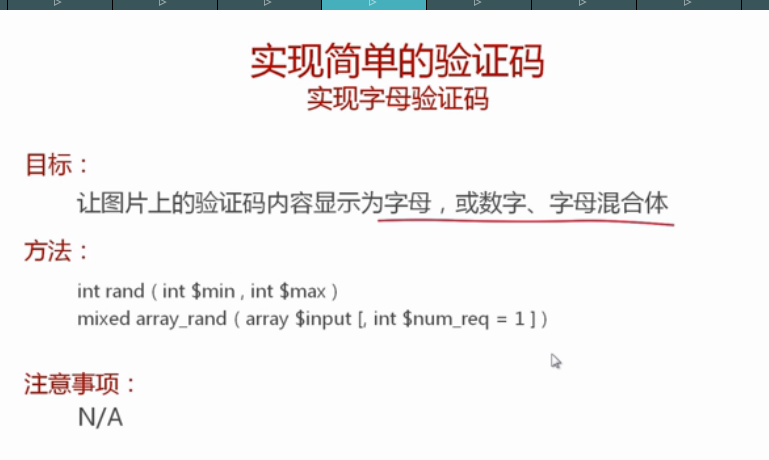 实现简单的验证码
实现字母验证码
目标：
让图片上的验证码内容显示为字母，或数字、字母混合体
方法：
int rand ( int $min , int $max )
mixed array_rand ( array $input [, int $num_req = 1 ] )
注意事项：
N/A